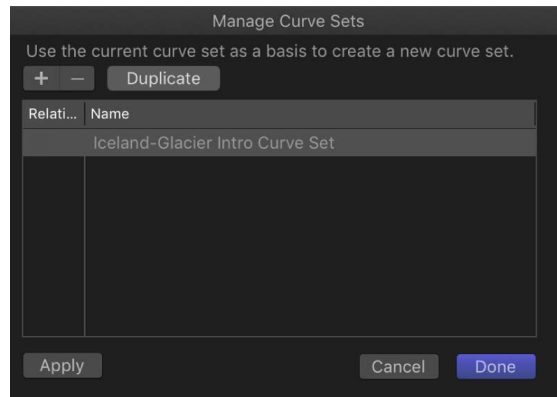 Manage Curve Sets
Use the current curve set as a basis to create a new curve set.
+ − Duplicate
Relati... Name
Iceland-Glacier Intro Curve Set
Apply Cancel Done